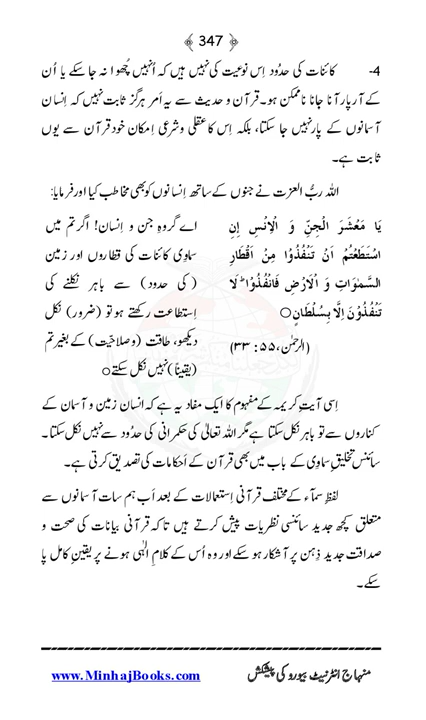 ﴿ 347 ﴾
4- کائنات کی حدُود اِس نوعیت کی نہیں ہیں کہ اُنہیں چُھوا نہ جا سکے یا اُن
کے آرپار آنا جانا ناممکن ہو۔ قرآن و حدیث سے یہ اَمر ہرگز ثابت نہیں کہ اِنسان
آسمانوں کے پار نہیں جا سکتا، بلکہ اِس کا عقلی و شرعی اِمکان خود قرآن سے یوں
ثابت ہے۔
اللہ ربُّ العزت نے جنوں کے ساتھ اِنسانوں کو بھی مخاطب کیا اور فرمایا:
یَا مَعْشَرَ الْجِنِّ وَ الْاِنْسِ اِنِ
اسْتَطَعْتُمْ اَنْ تَنْفُذُوْا مِنْ اَقْطَارِ
السَّمٰوٰتِ وَ الْاَرْضِ فَانْفُذُوْا ؕ لَا
تَنْفُذُوْنَ اِلَّا بِسُلْطَانٍ○
(الرحمٰن، ۵۵: ۳۳)
اے گروہِ جن و اِنسان! اگر تم میں
سماوی کائنات کی قطاروں اور زمین
(کی حدود) سے باہر نکلنے کی
اِستطاعت رکھتے ہو تو (ضرور) نکل
دیکھو، طاقت (و صلاحیّت) کے بغیر تم
(یقیناً) نہیں نکل سکتے○
اِسی آیتِ کریمہ کے مفہوم کا ایک مفاد یہ ہے کہ انسان زمین و آسمان کے
کناروں سے تو باہر نکل سکتا ہے مگر اللہ تعالیٰ کی حکمرانی کی حدود سے نہیں نکل سکتا۔
سائنس تخلیقِ سماوی کے باب میں بھی قرآن کے اَحکامات کی تصدیق کرتی ہے۔
لفظِ سمآء کے مختلف قرآنی اِستعمالات کے بعد اَب ہم سات آسمانوں سے
متعلق کچھ جدید سائنسی نظریات پیش کرتے ہیں تاکہ قرآنی بیانات کی صحت و
صداقت جدید ذِہن پر آشکار ہو سکے اور وہ اُس کے کلامِ اِلٰہی ہونے پر یقینِ کامل پا
سکے۔
منہاج انٹرنیٹ بیورو کی پیشکش
www.MinhajBooks.com